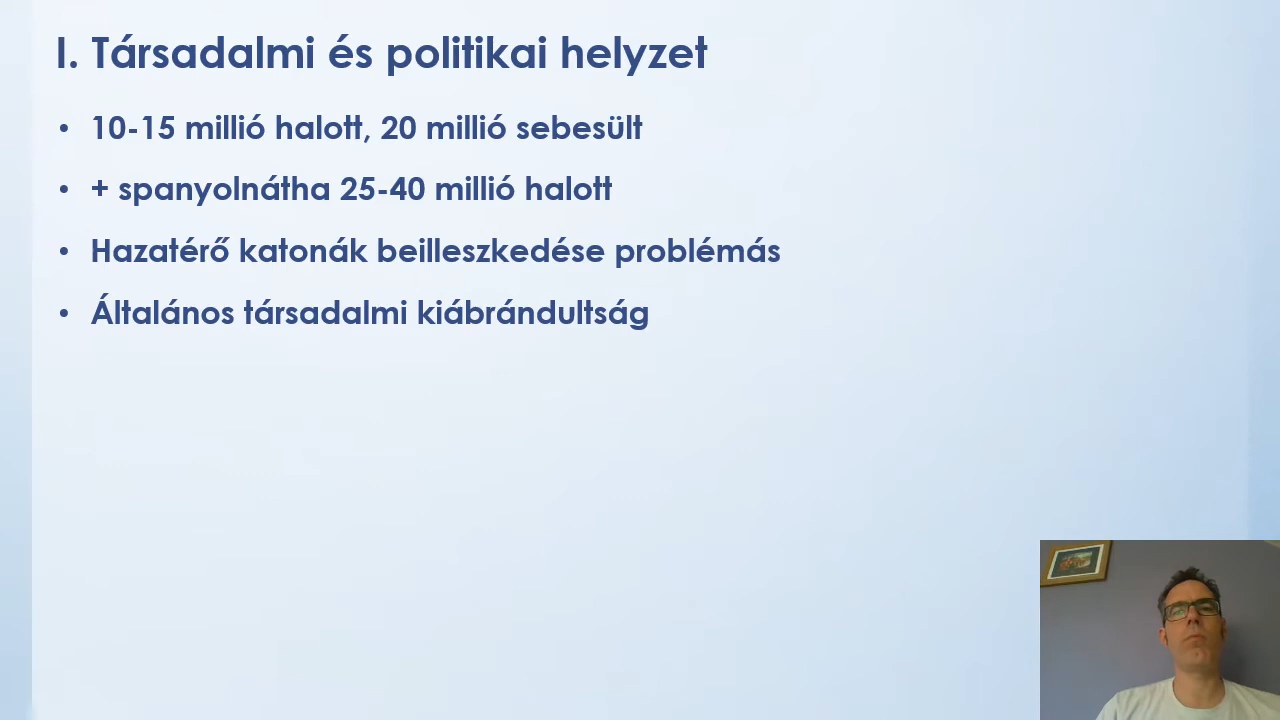 I. Társadalmi és politikai helyzet
• 10-15 millió halott, 20 millió sebesült
• + spanyolnátha 25-40 millió halott
• Hazatérő katonák beilleszkedése problémás
• Általános társadalmi kiábrándultság